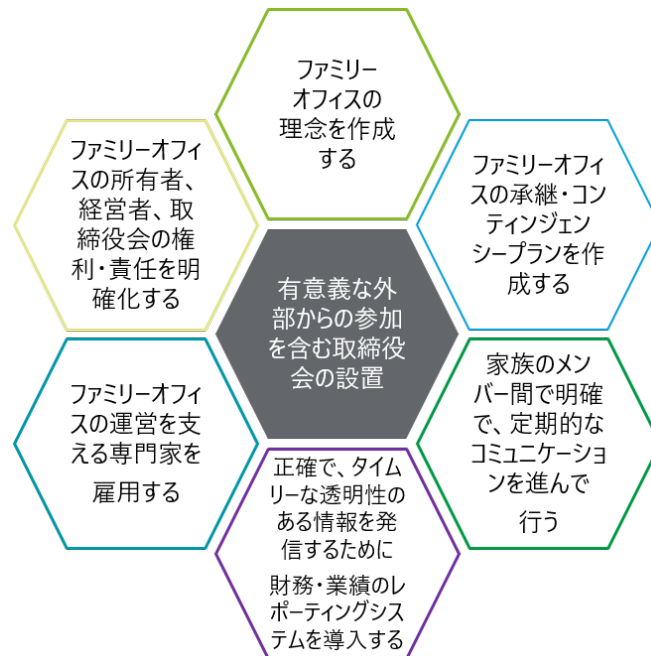 ファミリー
オフィスの
理念を作成
する
ファミリーオフィ
スの所有者、
経営者、取
締役会の権
利・責任を明
確化する
ファミリーオフィ
スの承継・コン
ティンジェン
シープランを作
成する
有意義な外
部からの参加
を含む取締役
会の設置
ファミリーオフィ
スの運営を支
える専門家を
雇用する
家族のメン
バー間で明確
で、定期的な
コミュニケーショ
ンを進んで
行う
正確で、タイム
リーな透明性の
ある情報を発
信するために
財務・業績のレ
ポーティングシス
テムを導入する